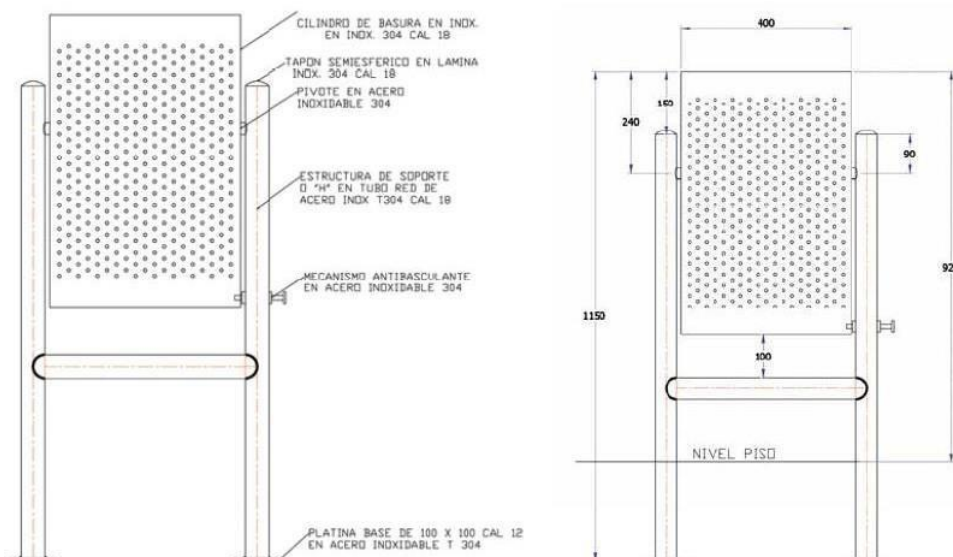 CILINDRO DE BASURA EN INOX.
EN INOX. 304 CAL 18
TAPON SEMIESFERICO EN LAMINA
INOX. 304 CAL 18
PIVOTE EN ACERO
INOXIDABLE 304
ESTRUCTURA DE SOPORTE
O "H" EN TUBO RED DE
ACERO INOX T304 CAL 18
MECANISMO ANTIBASCULANTE
EN ACERO INOXIDABLE 304
PLATINA BASE DE 100 X 100 CAL 12
EN ACERO INOXIDABLE T 304
400
240
90
1150
100
NIVEL PISO